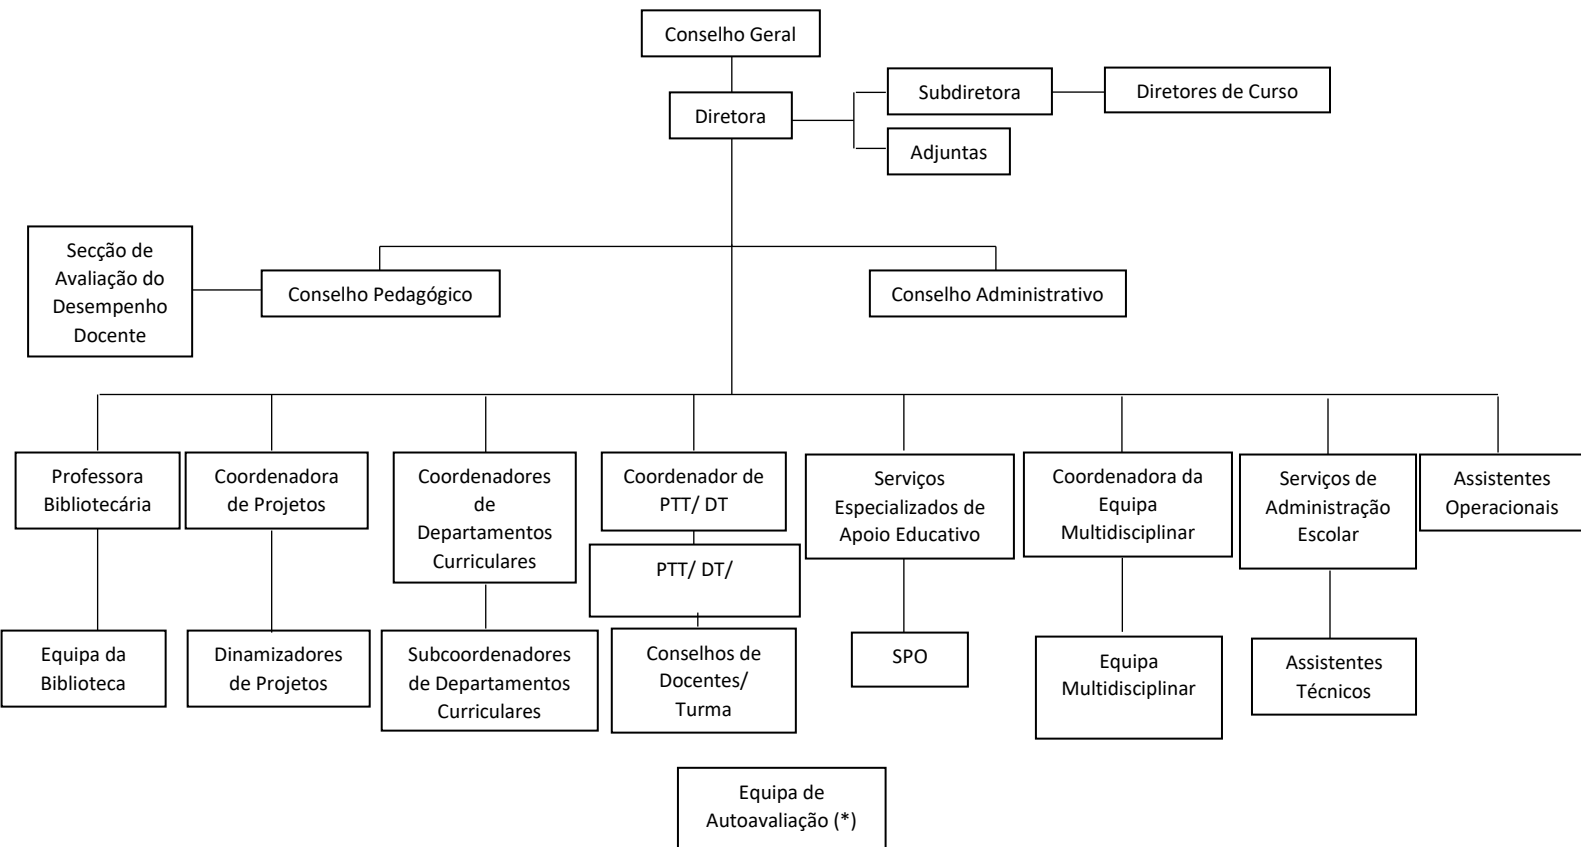 Conselho Geral
Diretora
Subdiretora
Diretores de Curso
Adjuntas
Secção de
Avaliação do
Desempenho
Docente
Conselho Pedagógico
Conselho Administrativo
Professora
Bibliotecária
Coordenadora
de Projetos
Coordenadores
de
Departamentos
Curriculares
Coordenador de
PTT/ DT
Serviços
Especializados de
Apoio Educativo
Coordenadora da
Equipa
Multidisciplinar
Serviços de
Administração
Escolar
Assistentes
Operacionais
PTT/ DT/
Equipa da
Biblioteca
Dinamizadores
de Projetos
Subcoordenadores
de Departamentos
Curriculares
Conselhos de
Docentes/
Turma
SPO
Equipa
Multidisciplinar
Assistentes
Técnicos
Equipa de
Autoavaliação (*)